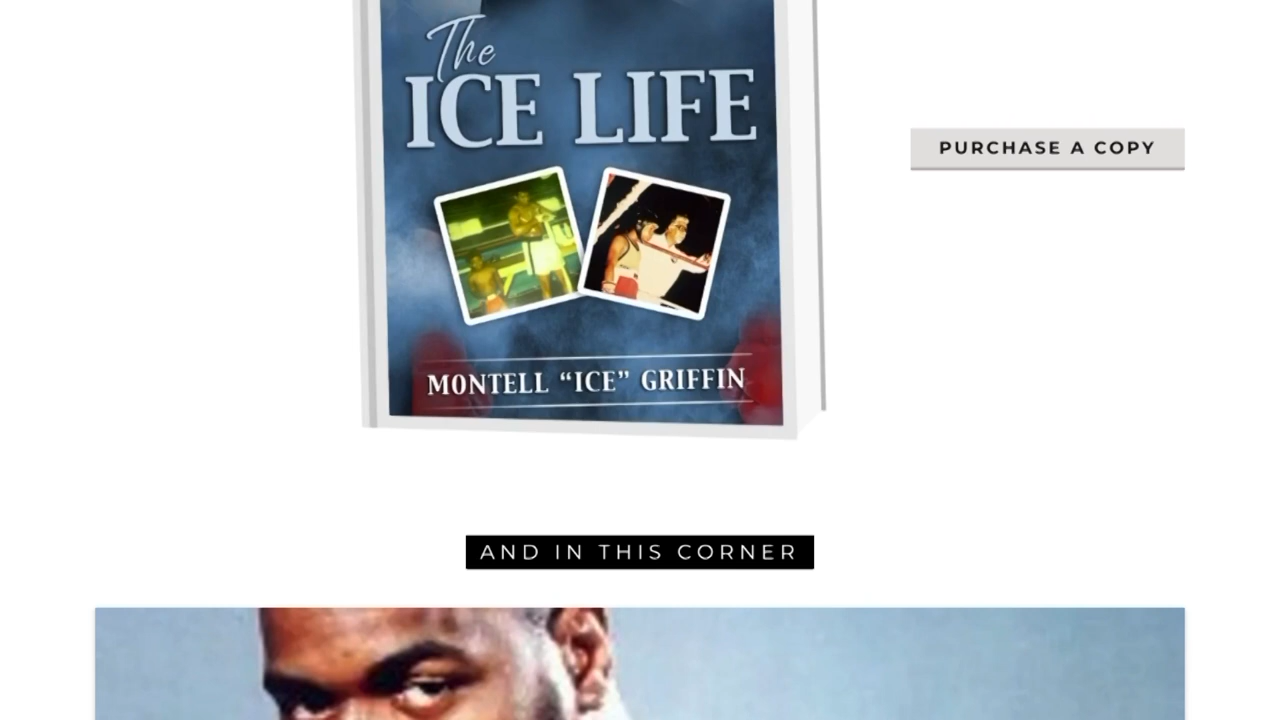 The
ICE LIFE
PURCHASE A COPY
MONTELL “ICE” GRIFFIN
AND IN THIS CORNER